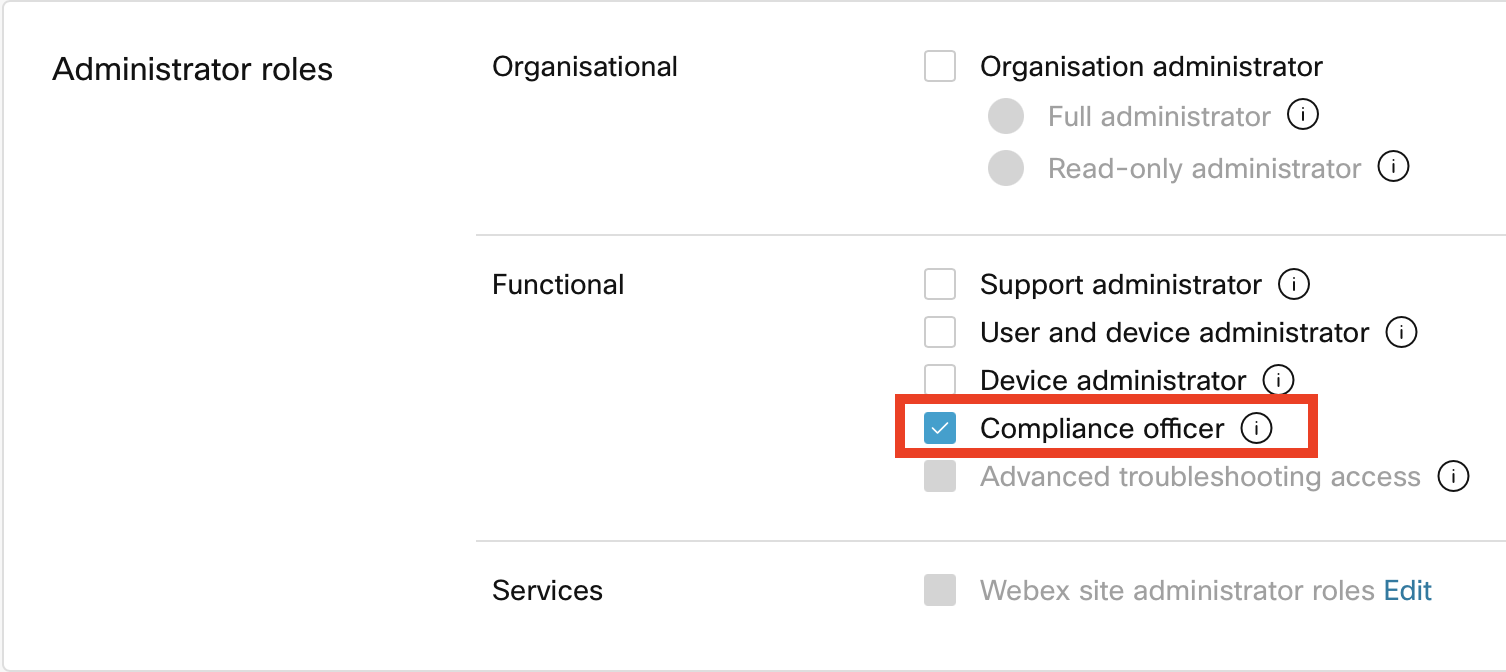 Administrator roles
Organisational
Organisation administrator
Full administrator
Read-only administrator
Functional
Support administrator
User and device administrator
Device administrator
Compliance officer
Advanced troubleshooting access
Services
Webex site administrator roles Edit